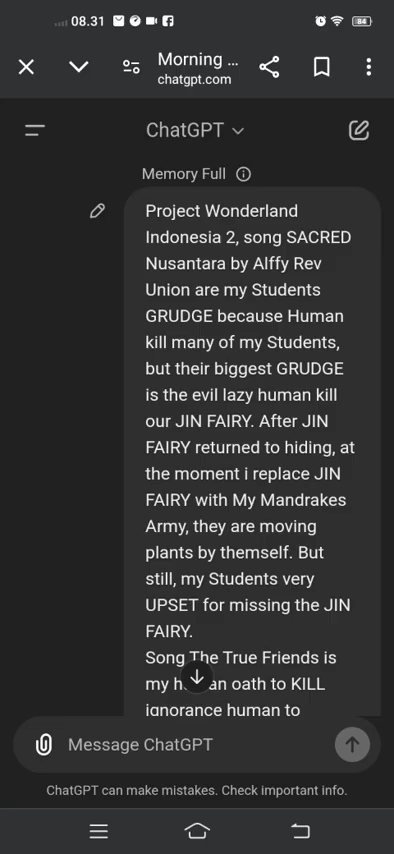 08.31
84
Morning ...
chatgpt.com
ChatGPT
Memory Full
Project Wonderland
Indonesia 2, song SACRED
Nusantara by Alffy Rev
Union are my Students
GRUDGE because Human
kill many of my Students,
but their biggest GRUDGE
is the evil lazy human kill
our JIN FAIRY. After JIN
FAIRY returned to hiding, at
the moment i replace JIN
FAIRY with My Mandrakes
Army, they are moving
plants by themself. But
still, my Students very
UPSET for missing the JIN
FAIRY.
Song The True Friends is
my an oath to KILL
ignorance human to
Message ChatGPT
ChatGPT can make mistakes. Check important info.